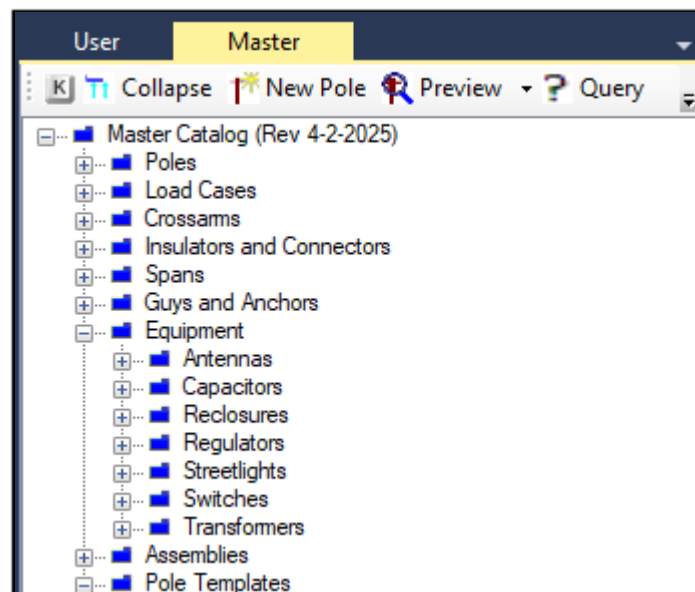 User Master
K Collapse New Pole Preview ? Query
Master Catalog (Rev 4-2-2025)
Poles
Load Cases
Crossarms
Insulators and Connectors
Spans
Guys and Anchors
Equipment
Antennas
Capacitors
Reclosures
Regulators
Streetlights
Switches
Transformers
Assemblies
Pole Templates